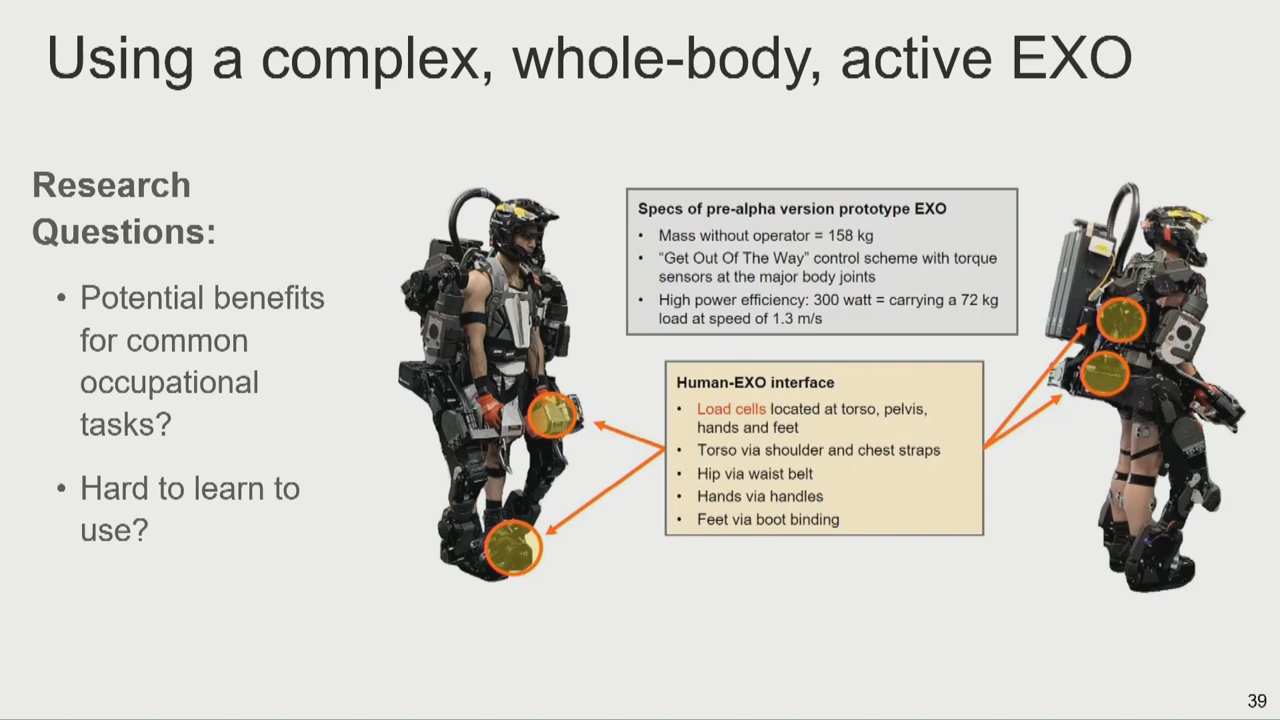 Using a complex, whole-body, active EXO
Research
Questions:
• Potential benefits
for common
occupational
tasks?
• Hard to learn to
use?
Specs of pre-alpha version prototype EXO
• Mass without operator = 158 kg
• “Get Out Of The Way” control scheme with torque
sensors at the major body joints
• High power efficiency: 300 watt = carrying a 72 kg
load at speed of 1.3 m/s
Human-EXO interface
• Load cells located at torso, pelvis,
hands and feet
• Torso via shoulder and chest straps
• Hip via waist belt
• Hands via handles
• Feet via boot binding
39